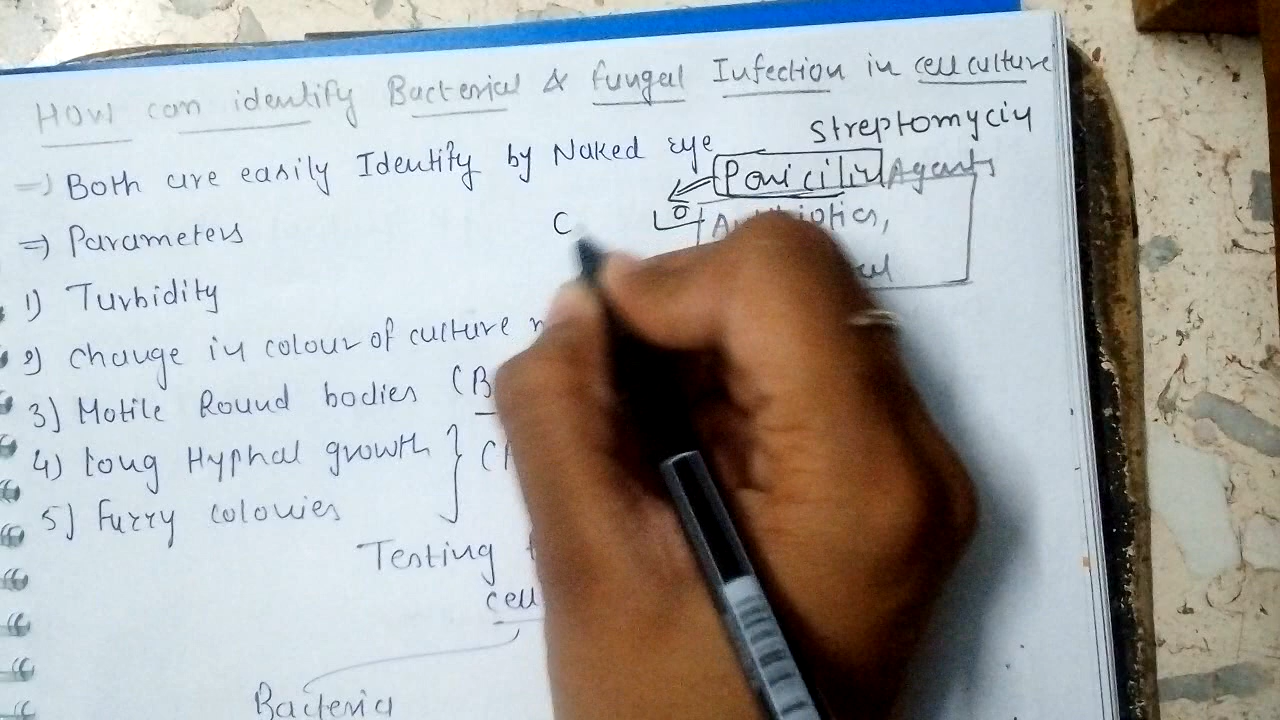 How can identify Bacterial & fungal Infection in cell culture
=) Both are easily Identify by Naked eye
Streptomycin
Penicilin Agents
=) Parameters
C
1) Turbidity
2) Change in colour of culture
3) Motile Round bodies (B
4) Long Hyphal growth
5) Furry colonies
Testing
cell
Bacteria